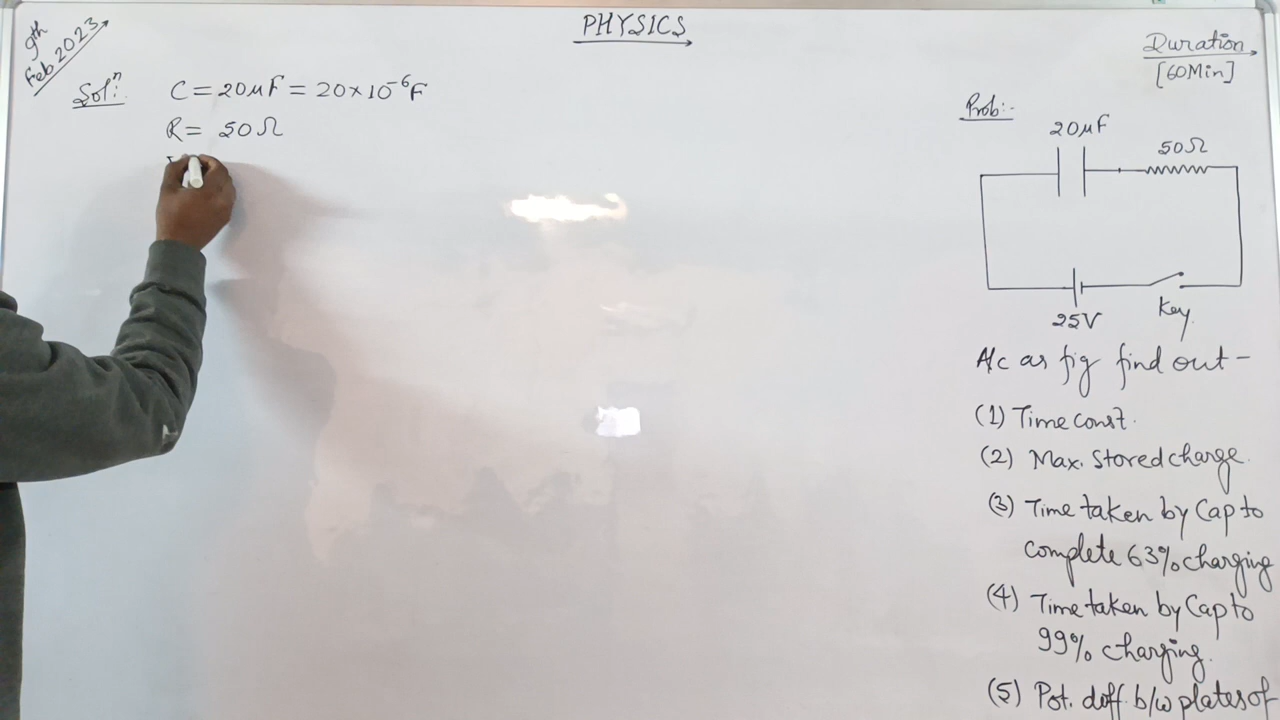 PHYSICS
9th
Feb 2023
Duration
[60Min]
Solⁿ:
C = 20μF = 20×10⁻⁶F
R = 50Ω
Prob:-
20μF
50Ω
25V
Key
A/c as fig find out -
(1) Time const.
(2) Max. Stored charge.
(3) Time taken by Cap to
complete 63% charging
(4) Time taken by Cap to
99% charging.
(5) Pot. diff. b/w plates of